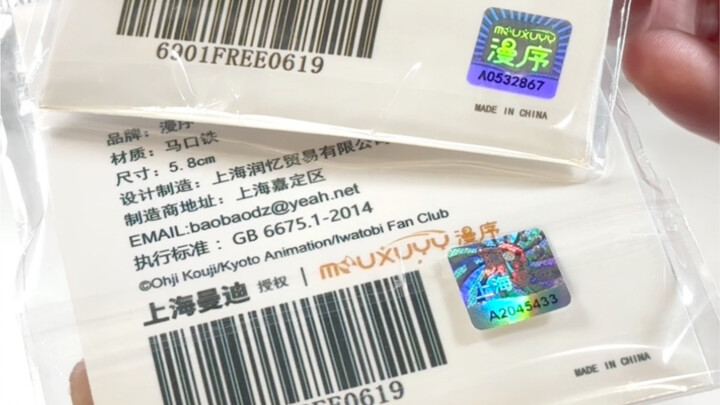 6901FREE0619
mouxuyy
漫序
A0532867
MADE IN CHINA
品牌：漫序
材质：马口铁
尺寸：5.8cm
设计制造：上海润忆贸易有限公司
制造商地址：上海嘉定区
EMAIL:baobaodz@yeah.net
执行标准：GB 6675.1-2014
©Ohji Kouji/Kyoto Animation/Iwatobi Fan Club
上海曼迪 授权 | mouxuyy 漫序
上海
A2045433
FREE0619
MADE IN CHINA